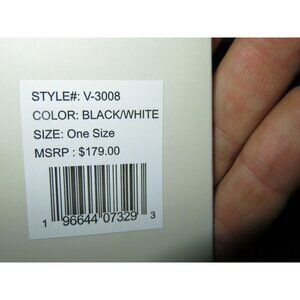 STYLE#: V-3008
COLOR: BLACK/WHITE
SIZE: One Size
MSRP : $179.00
1 96644 07329 3